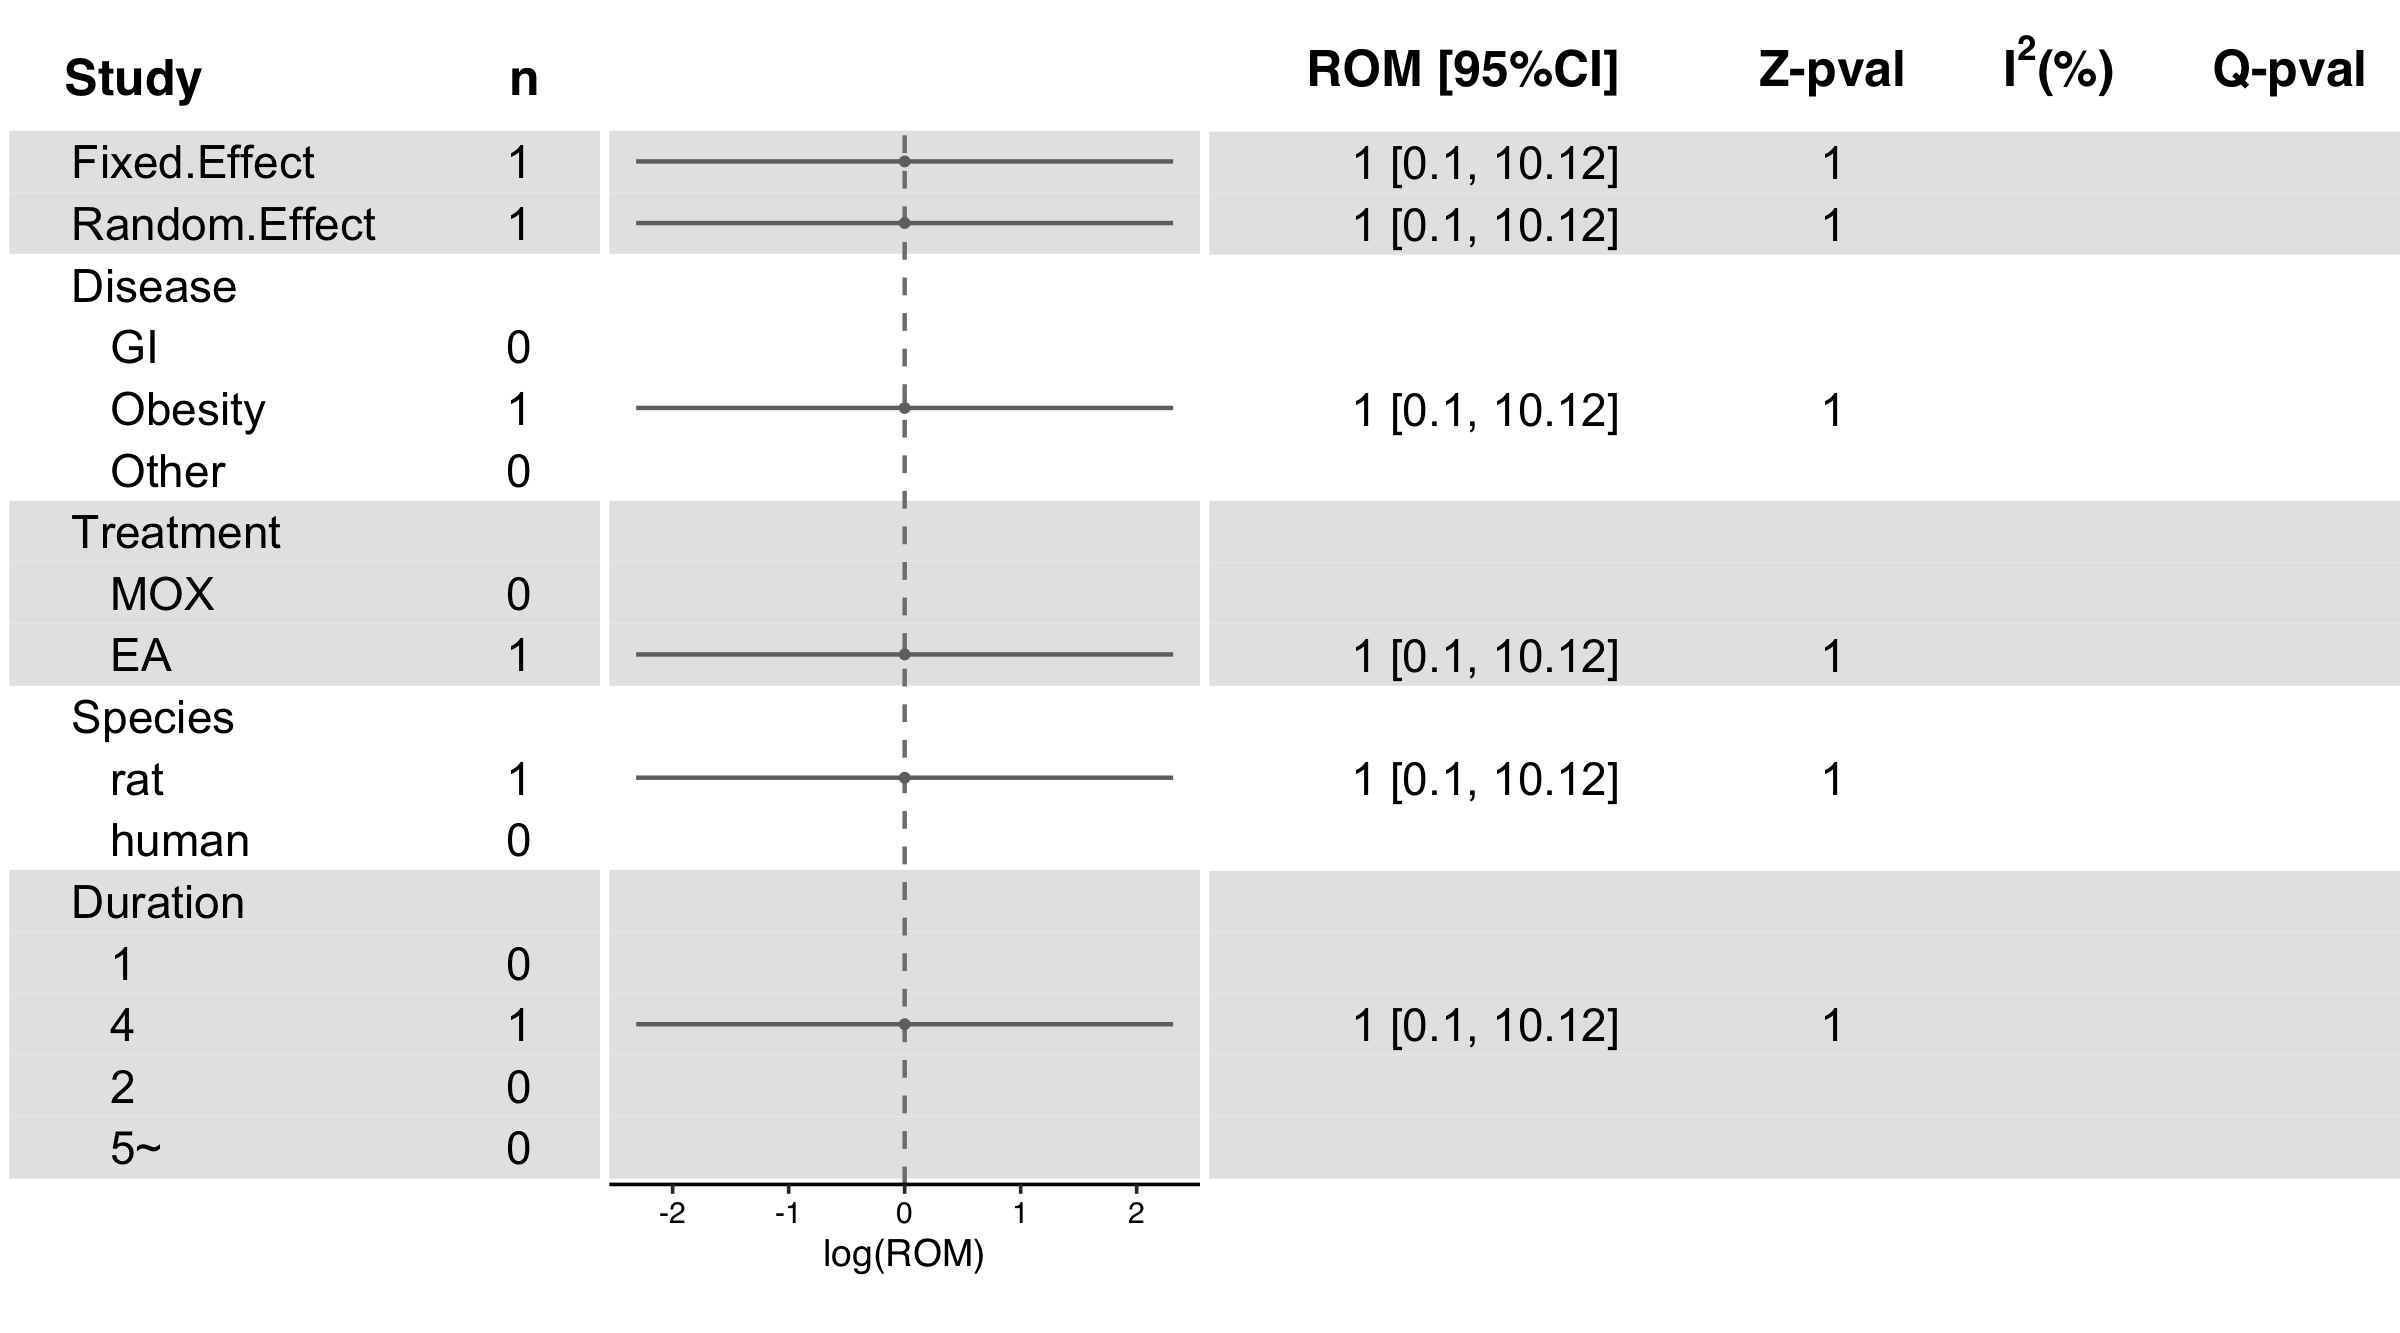 Study n ROM [95%CI] Z-pval I²(%) Q-pval
Fixed.Effect 1 1 [0.1, 10.12] 1
Random.Effect 1 1 [0.1, 10.12] 1
Disease
GI 0
Obesity 1 1 [0.1, 10.12] 1
Other 0
Treatment
MOX 0
EA 1 1 [0.1, 10.12] 1
Species
rat 1 1 [0.1, 10.12] 1
human 0
Duration
1 0
4 1 1 [0.1, 10.12] 1
2 0
5~ 0
-2 -1 0 1 2
log(ROM)